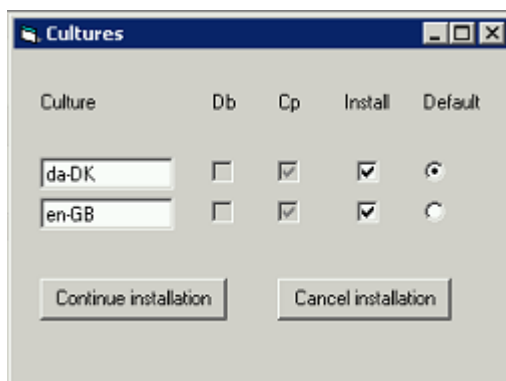 Cultures
Culture Db Cp Install Default
da-DK
en-GB
Continue installation Cancel installation